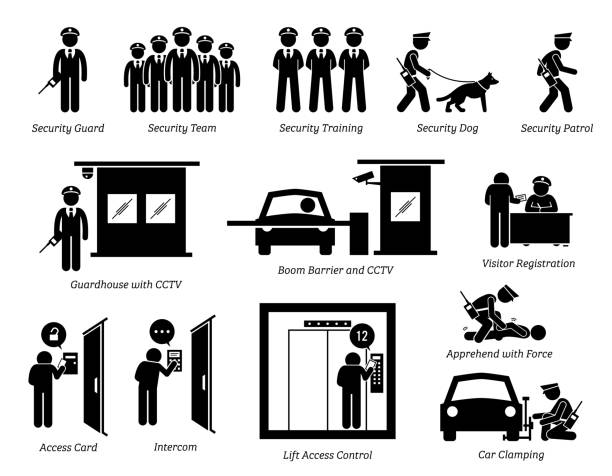 Security Guard
Security Team
Security Training
Security Dog
Security Patrol
Guardhouse with CCTV
Boom Barrier and CCTV
Visitor Registration
12
Apprehend with Force
Access Card
Intercom
Lift Access Control
Car Clamping